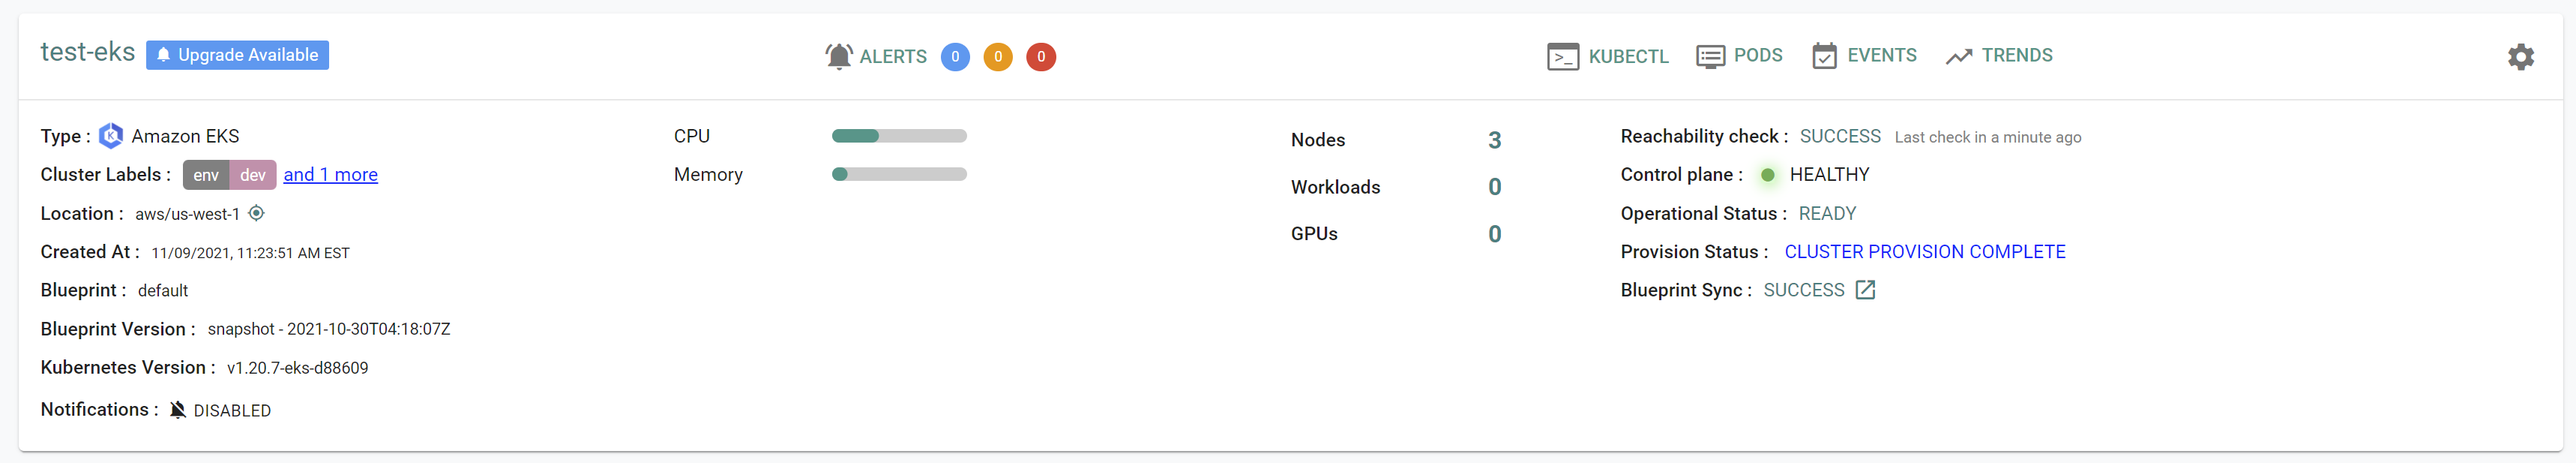 test-eks Upgrade Available ALERTS 0 0 0 KUBECTL PODS EVENTS TRENDS
Type : Amazon EKS
Cluster Labels : env dev and 1 more
Location : aws/us-west-1
Created At : 11/09/2021, 11:23:51 AM EST
Blueprint : default
Blueprint Version : snapshot - 2021-10-30T04:18:07Z
Kubernetes Version : v1.20.7-eks-d88609
Notifications : DISABLED
CPU
Memory
Nodes 3
Workloads 0
GPUs 0
Reachability check : SUCCESS Last check in a minute ago
Control plane : HEALTHY
Operational Status : READY
Provision Status : CLUSTER PROVISION COMPLETE
Blueprint Sync : SUCCESS